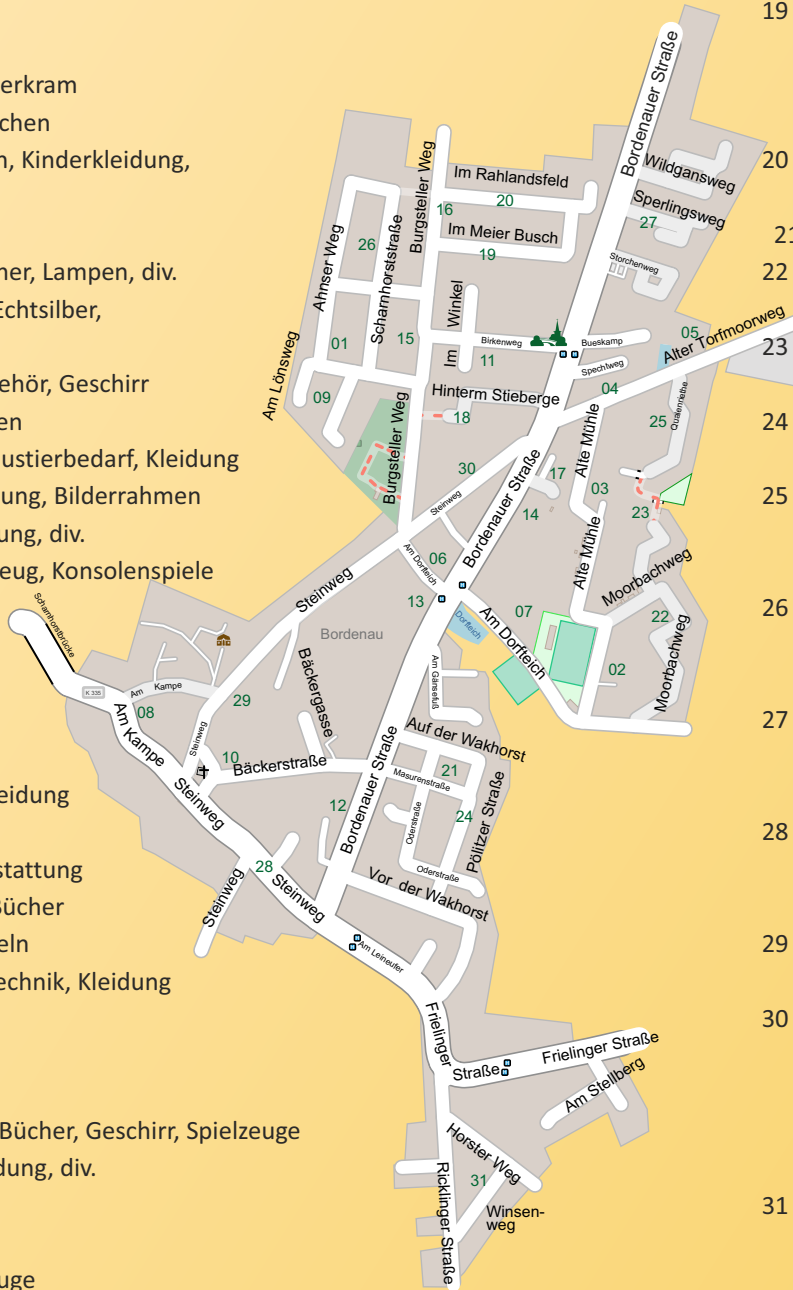 erkram
chen
n, Kinderkleidung,
ner, Lampen, div.
Echtsilber,
ehör, Geschirr
en
ustierbedarf, Kleidung
ung, Bilderrahmen
ung, div.
eug, Konsolenspiele
eidung
stattung
Bücher
eln
echnik, Kleidung
Bücher, Geschirr, Spielzeuge
dung, div.
uge
Bordenauer Straße
Wildgansweg
Sperlingsweg
27
Storchenweg
Im Rahlandsfeld
20
16
Burgsteller Weg
Im Meier Busch
19
26
Ahnser Weg
Scharnhorststraße
Im Winkel
15
01
Birkenweg
11
Bueskamp
Spechtweg
05
Alter Torfmoorweg
04
Am Lönsweg
09
Hinterm Stieberge
18
Burgsteller Weg
Alte Mühle
25
Qualenriethe
30
Steinweg
Bordenauer Straße
17
14
03
23
Alte Mühle
Am Dorfteich
06
13
Dorfteich
Am Dorfteich
07
Moorbachweg
22
02
Moorbachweg
Steinweg
Bordenau
Scharnhorstbrücke
K 335
Am Kampe
08
Am Kampe
29
Steinweg
10
Bäckergasse
Bäckerstraße
Am Gänsefuß
Auf der Wakhorst
21
Masurenstraße
Oderstraße
24
Pölitzer Straße
Oderstraße
Bordenauer Straße
12
Steinweg
28
Steinweg
Steinweg
Vor der Wakhorst
Am Leineufer
Frielinger
Straße
Frielinger Straße
Am Stellberg
Horster Weg
31
Ricklinger Straße
Winsen-
weg
19
20
21
22
23
24
25
26
27
28
29
30
31